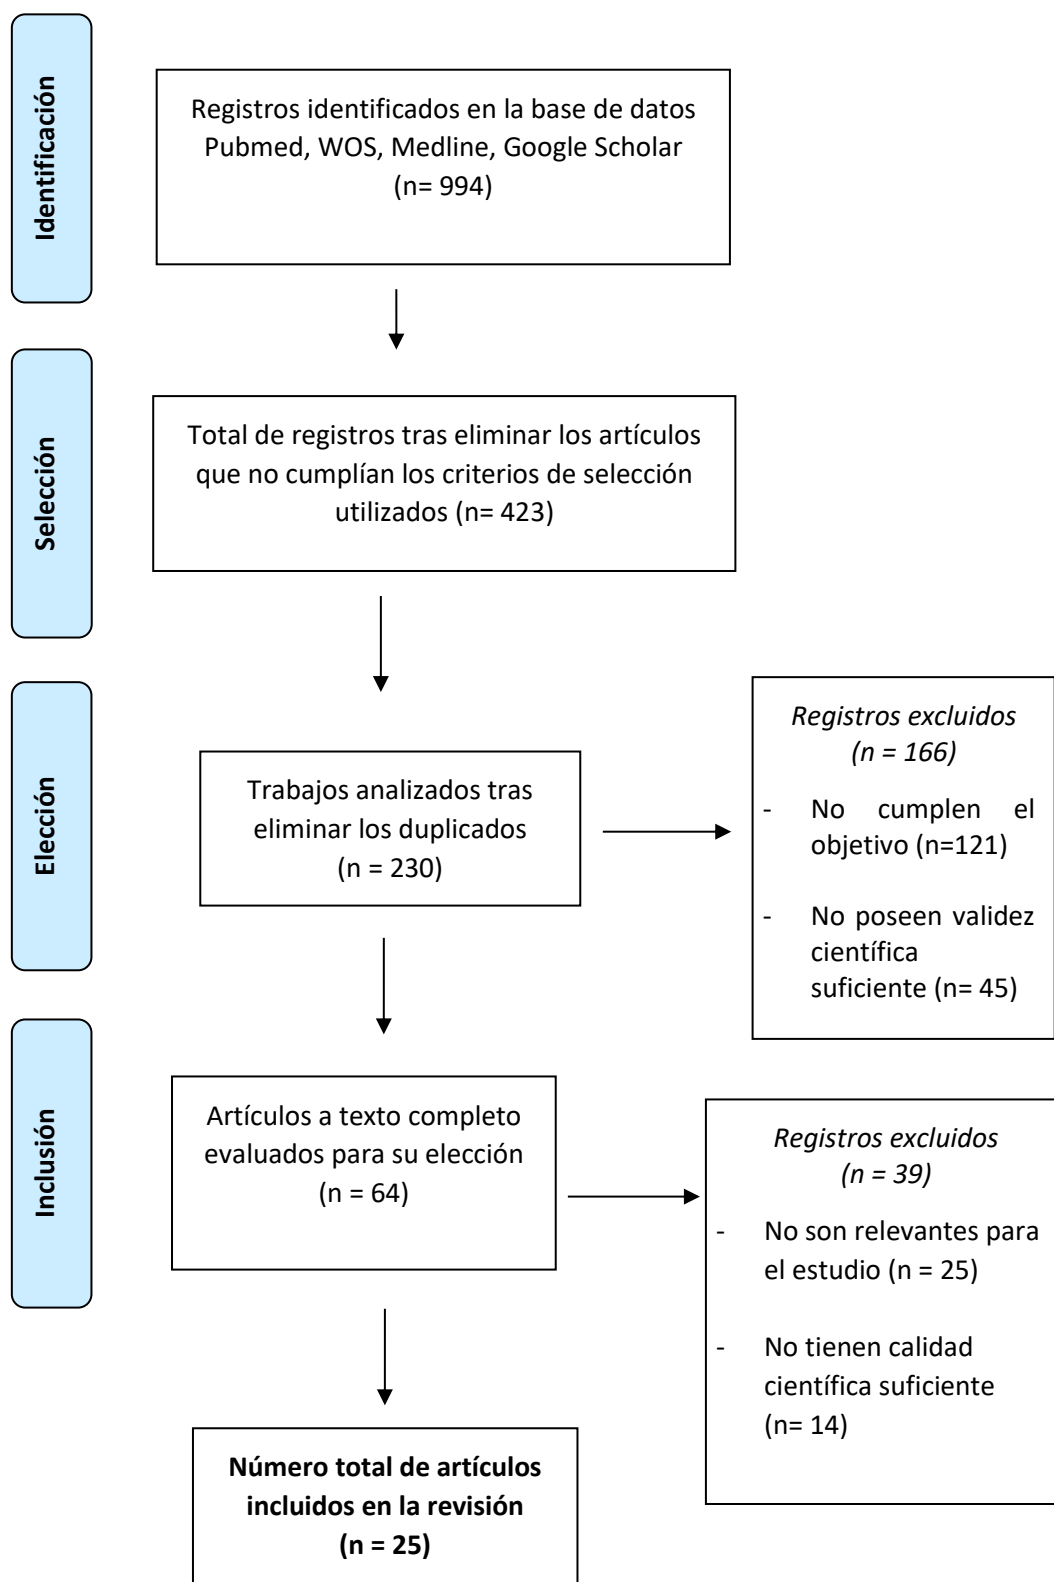 Identificación
Registros identificados en la base de datos
Pubmed, WOS, Medline, Google Scholar
(n= 994)
Selección
Total de registros tras eliminar los artículos
que no cumplían los criterios de selección
utilizados (n= 423)
Elección
Trabajos analizados tras
eliminar los duplicados
(n = 230)
Registros excluidos
(n = 166)
- No cumplen el
objetivo (n=121)
- No poseen validez
científica
suficiente (n= 45)
Inclusión
Artículos a texto completo
evaluados para su elección
(n = 64)
Registros excluidos
(n = 39)
- No son relevantes para
el estudio (n = 25)
- No tienen calidad
científica suficiente
(n= 14)
Número total de artículos
incluidos en la revisión
(n = 25)